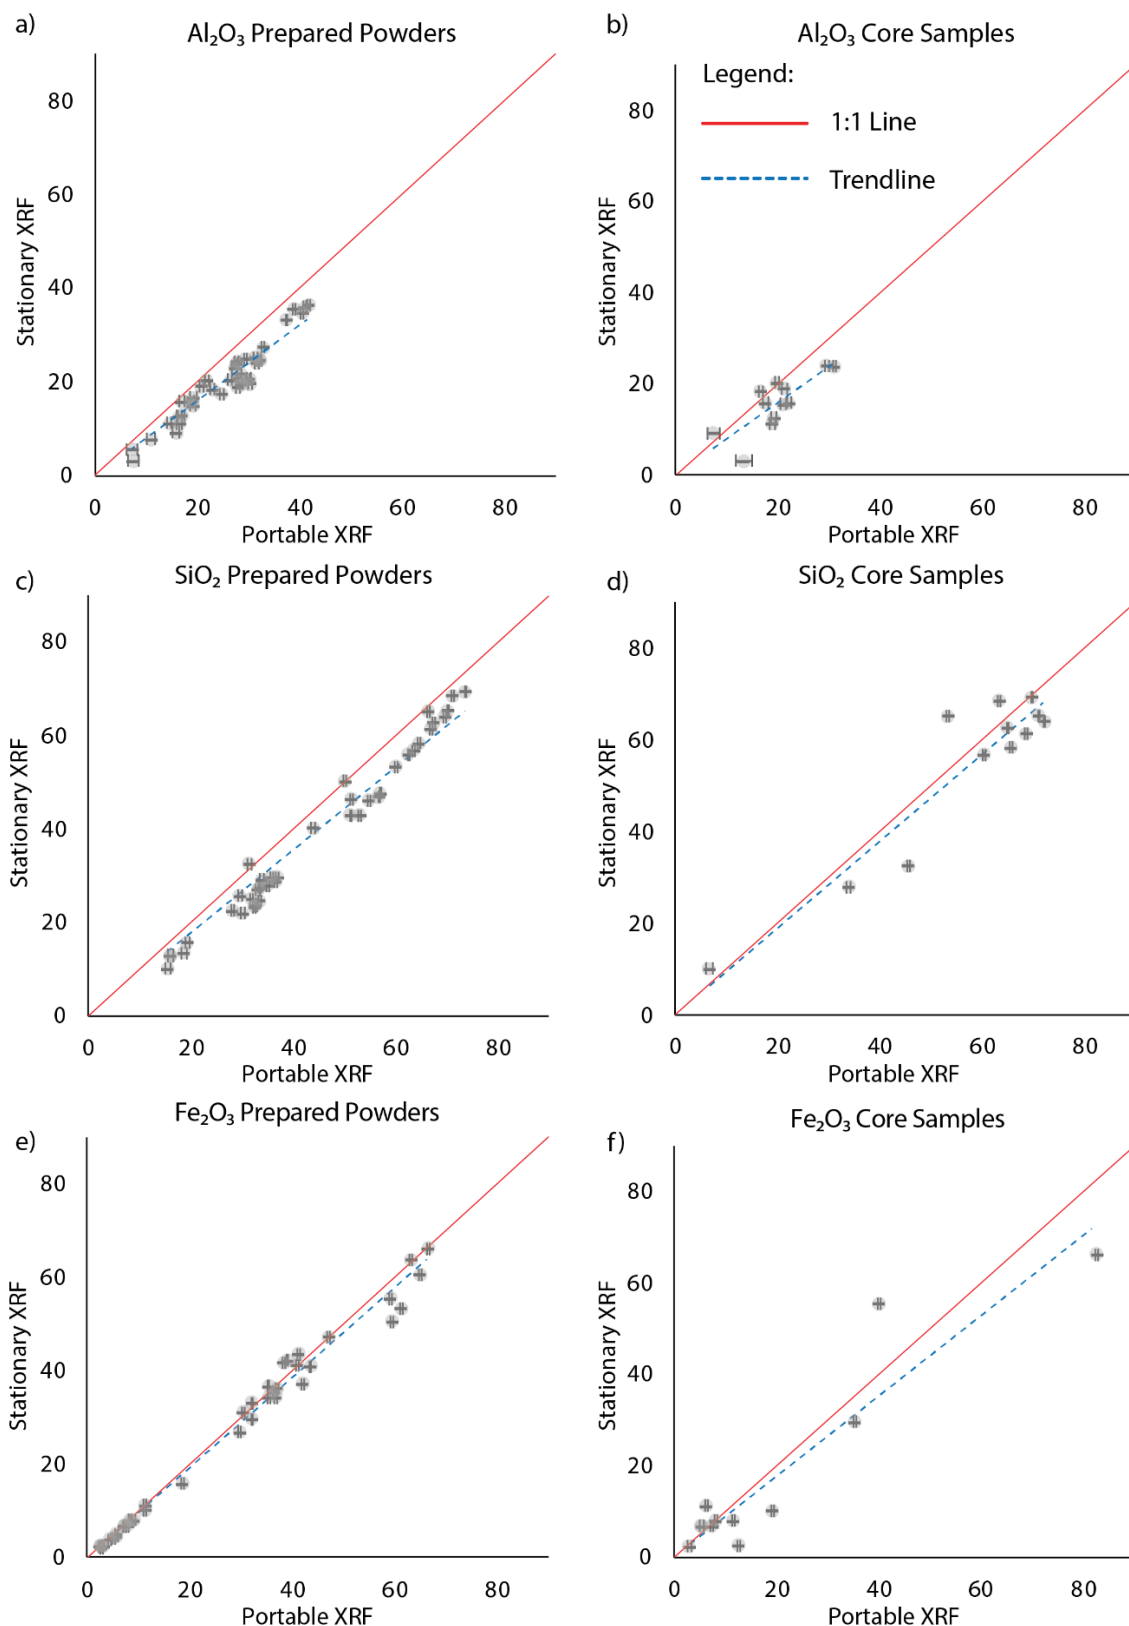 a)
Al₂O₃ Prepared Powders
80
60
40
20
0
Stationary XRF
0 20 40 60 80
Portable XRF
b)
Al₂O₃ Core Samples
Legend:
1:1 Line
Trendline
80
60
40
20
0
Stationary XRF
0 20 40 60 80
Portable XRF
c)
SiO₂ Prepared Powders
80
60
40
20
0
Stationary XRF
0 20 40 60 80
Portable XRF
d)
SiO₂ Core Samples
80
60
40
20
0
Stationary XRF
0 20 40 60 80
Portable XRF
e)
Fe₂O₃ Prepared Powders
80
60
40
20
0
Stationary XRF
0 20 40 60 80
Portable XRF
f)
Fe₂O₃ Core Samples
80
60
40
20
0
Stationary XRF
0 20 40 60 80
Portable XRF